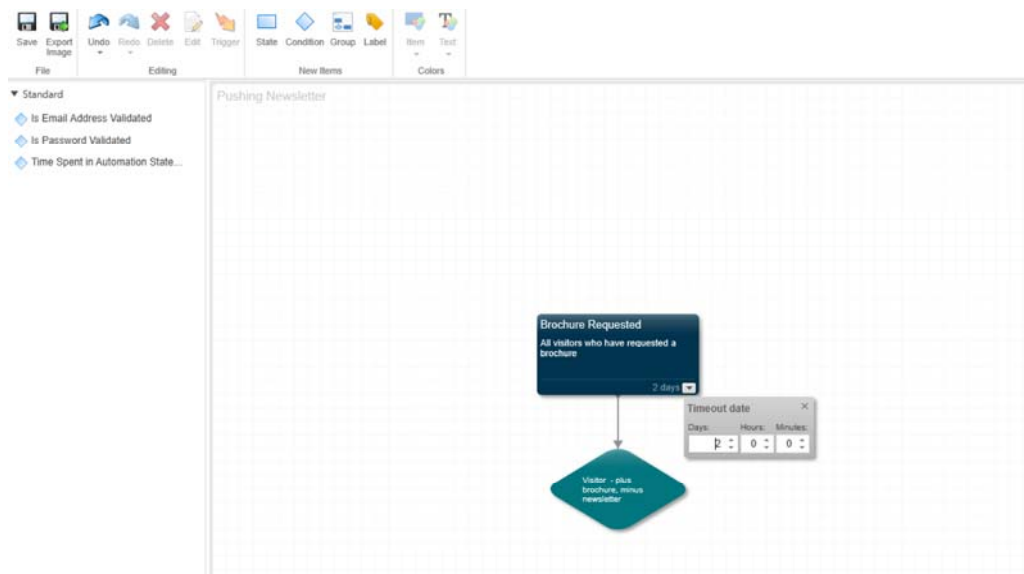 Save Export Image Undo Redo Delete Edit Trigger State Condition Group Label Item Text
File Editing New Items Colors
Standard
Is Email Address Validated
Is Password Validated
Time Spent in Automation State...
Pushing Newsletter
Brochure Requested
All visitors who have requested a
brochure
2 days
Timeout date
Days: Hours: Minutes:
2 0 0
Visitor - plus
brochure, minus
newsletter